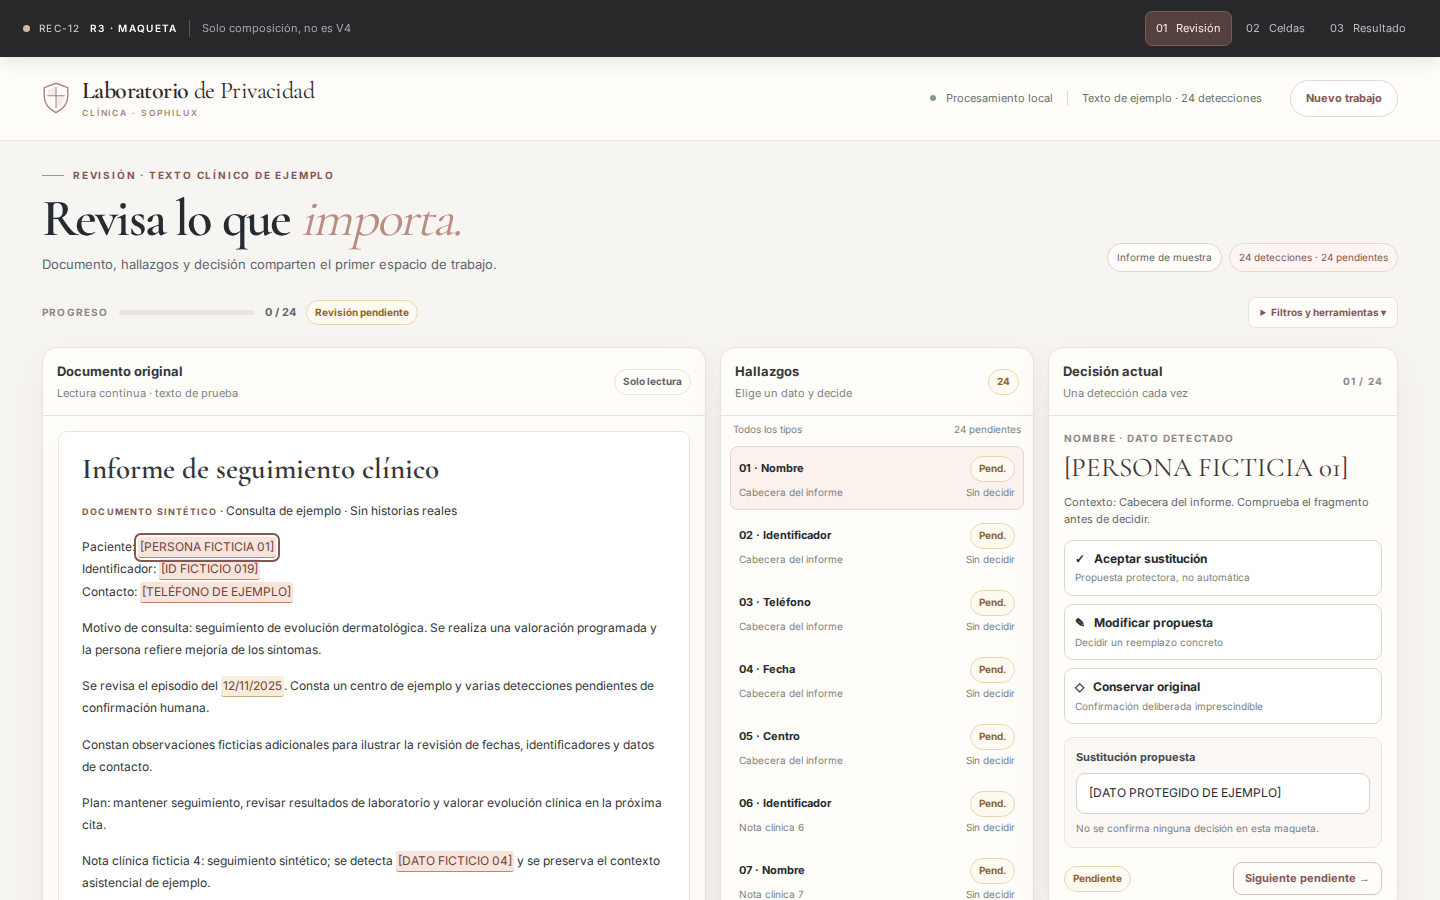 REC-12 R3 · MAQUETA Solo composición, no es V4
01 Revisión 02 Celdas 03 Resultado
Laboratorio de Privacidad
CLÍNICA · SOPHILUX
Procesamiento local Texto de ejemplo · 24 detecciones Nuevo trabajo
REVISIÓN · TEXTO CLÍNICO DE EJEMPLO
Revisa lo que importa.
Documento, hallazgos y decisión comparten el primer espacio de trabajo.
Informe de muestra 24 detecciones · 24 pendientes
PROGRESO 0 / 24 Revisión pendiente
▶ Filtros y herramientas ▾
Documento original
Lectura continua · texto de prueba
Solo lectura
Informe de seguimiento clínico
DOCUMENTO SINTÉTICO · Consulta de ejemplo · Sin historias reales
Paciente: [PERSONA FICTICIA 01]
Identificador: [ID FICTICIO 019]
Contacto: [TELÉFONO DE EJEMPLO]
Motivo de consulta: seguimiento de evolución dermatológica. Se realiza una valoración programada y
la persona refiere mejoría de los síntomas.
Se revisa el episodio del 12/11/2025. Consta un centro de ejemplo y varias detecciones pendientes de
confirmación humana.
Constan observaciones ficticias adicionales para ilustrar la revisión de fechas, identificadores y datos
de contacto.
Plan: mantener seguimiento, revisar resultados de laboratorio y valorar evolución clínica en la próxima
cita.
Nota clínica ficticia 4: seguimiento sintético; se detecta [DATO FICTICIO 04] y se preserva el contexto
asistencial de ejemplo.
Hallazgos
Elige un dato y decide
24
Todos los tipos 24 pendientes
01 · Nombre Pend.
Cabecera del informe Sin decidir
02 · Identificador Pend.
Cabecera del informe Sin decidir
03 · Teléfono Pend.
Cabecera del informe Sin decidir
04 · Fecha Pend.
Cabecera del informe Sin decidir
05 · Centro Pend.
Cabecera del informe Sin decidir
06 · Identificador Pend.
Nota clínica 6 Sin decidir
07 · Nombre Pend.
Nota clínica 7 Sin decidir
Decisión actual
Una detección cada vez
01 / 24
NOMBRE · DATO DETECTADO
[PERSONA FICTICIA 01]
Contexto: Cabecera del informe. Comprueba el fragmento
antes de decidir.
✓ Aceptar sustitución
Propuesta protectora, no automática
✎ Modificar propuesta
Decidir un reemplazo concreto
◇ Conservar original
Confirmación deliberada imprescindible
Sustitución propuesta
[DATO PROTEGIDO DE EJEMPLO]
No se confirma ninguna decisión en esta maqueta.
Pendiente Siguiente pendiente →